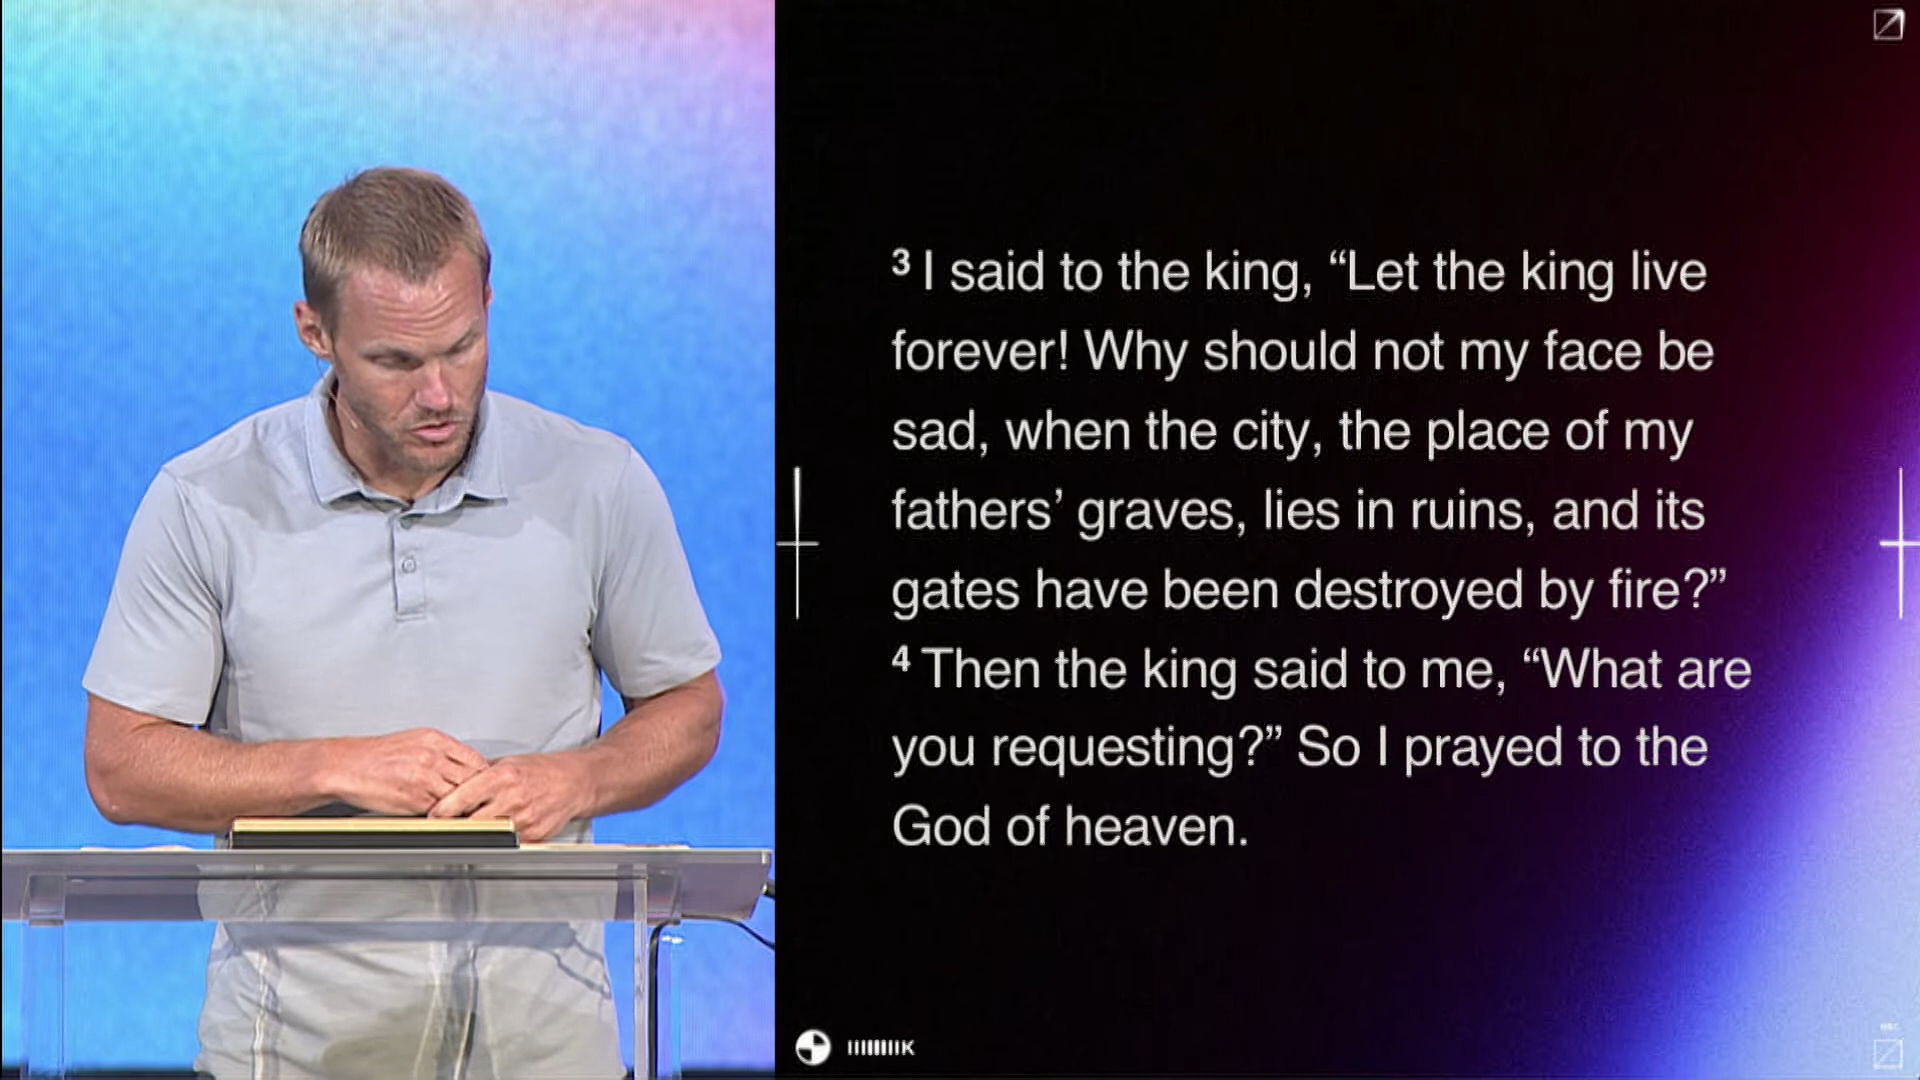 3 I said to the king, “Let the king live
forever! Why should not my face be
sad, when the city, the place of my
fathers’ graves, lies in ruins, and its
gates have been destroyed by fire?”
4 Then the king said to me, “What are
you requesting?” So I prayed to the
God of heaven.